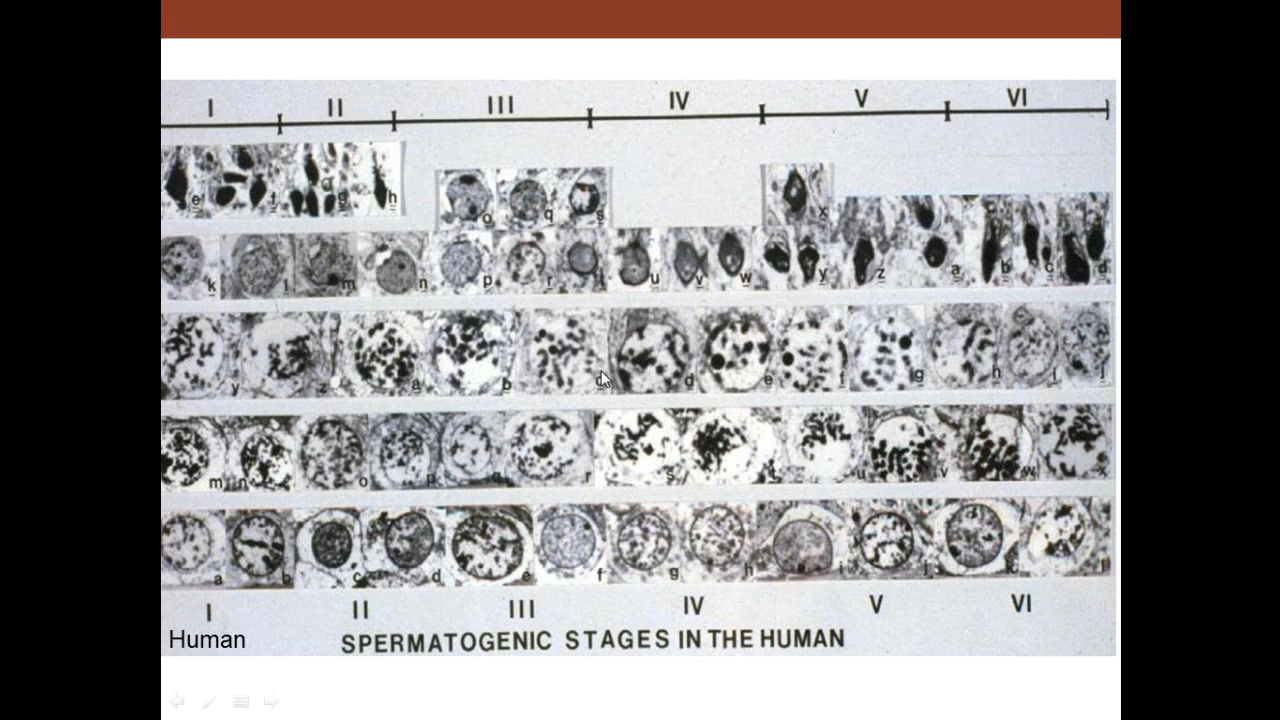 I II III IV V VI
e f g h o q s x
k l m n p r t u v w y z a b c d
y z a b d e f g h i j
m n o p q r s t u v w x
a b c d e f g h i j k l
I II III IV V VI
Human
SPERMATOGENIC STAGES IN THE HUMAN